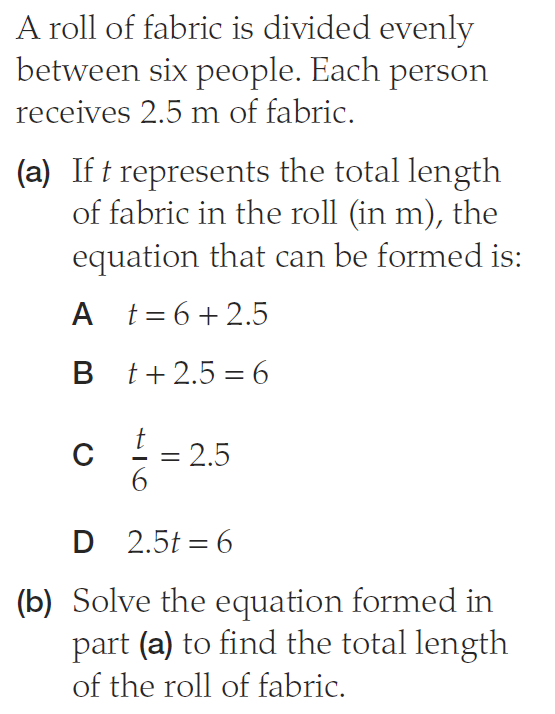 A roll of fabric is divided evenly
between six people. Each person
receives 2.5 m of fabric.
(a) If t represents the total length
of fabric in the roll (in m), the
equation that can be formed is:
A t = 6 + 2.5
B t + 2.5 = 6
C t/6 = 2.5
D 2.5t = 6
(b) Solve the equation formed in
part (a) to find the total length
of the roll of fabric.